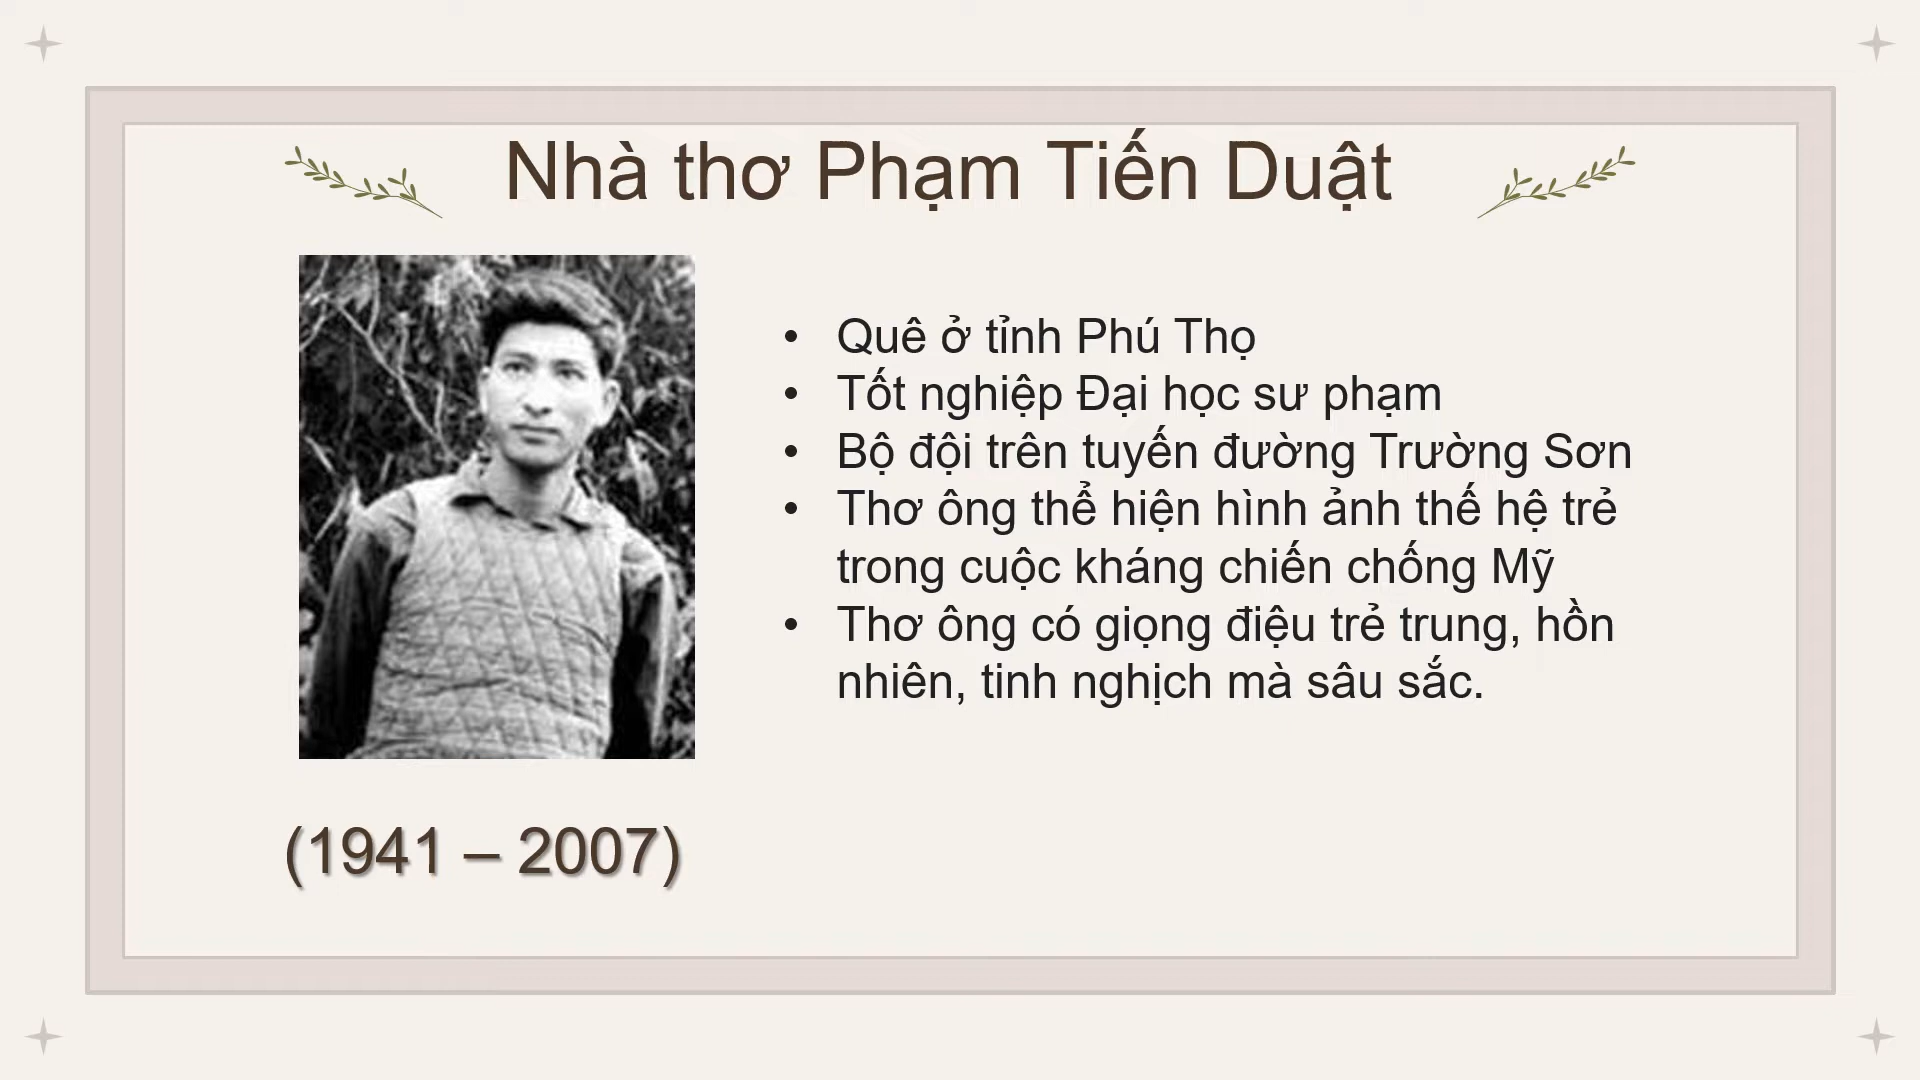 Nhà thơ Phạm Tiến Duật
• Quê ở tỉnh Phú Thọ
• Tốt nghiệp Đại học sư phạm
• Bộ đội trên tuyến đường Trường Sơn
• Thơ ông thể hiện hình ảnh thế hệ trẻ
trong cuộc kháng chiến chống Mỹ
• Thơ ông có giọng điệu trẻ trung, hồn
nhiên, tinh nghịch mà sâu sắc.
(1941 – 2007)